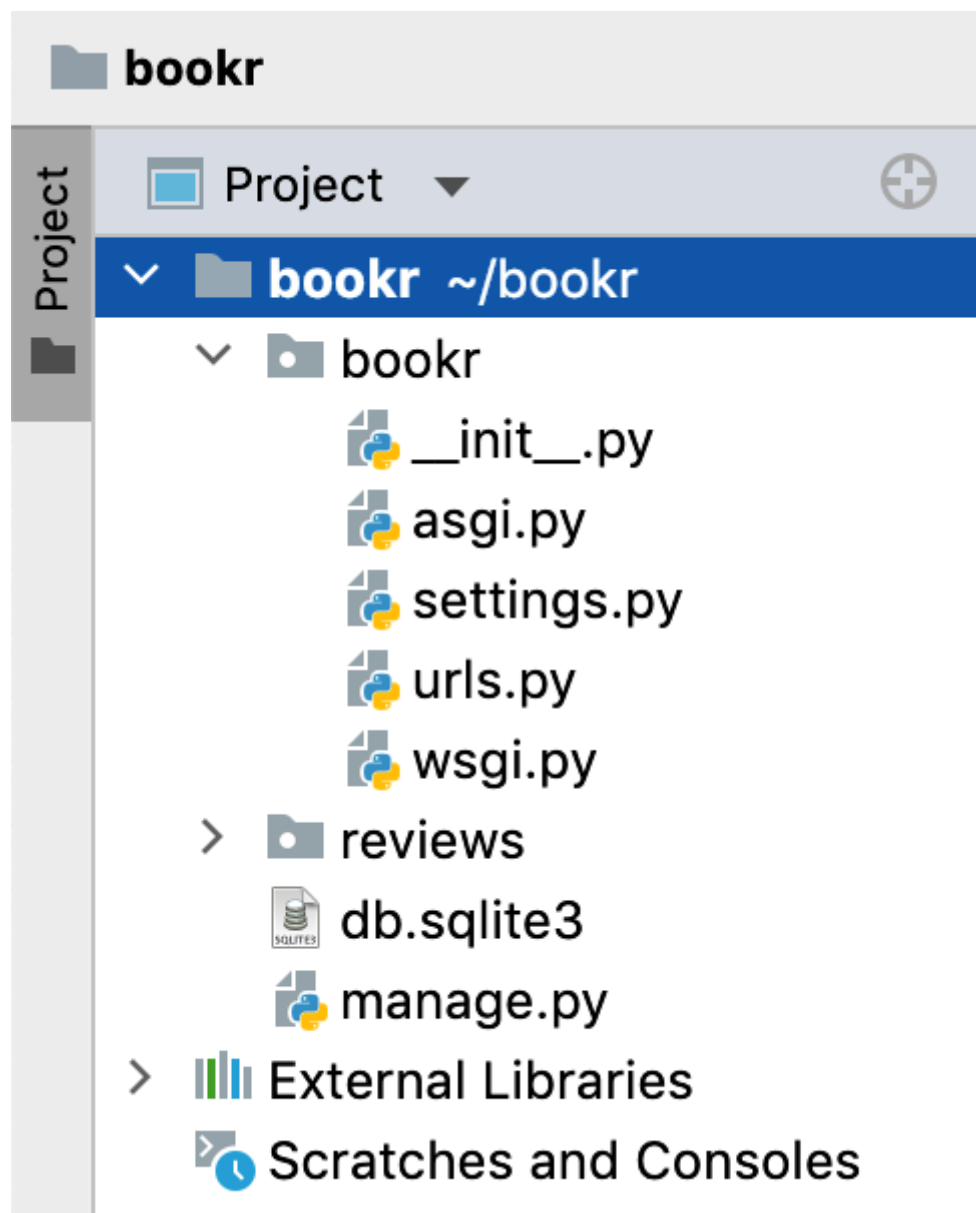 bookr
Project
Project
bookr ~/bookr
bookr
__init__.py
asgi.py
settings.py
urls.py
wsgi.py
reviews
SQLITE3
db.sqlite3
manage.py
External Libraries
Scratches and Consoles